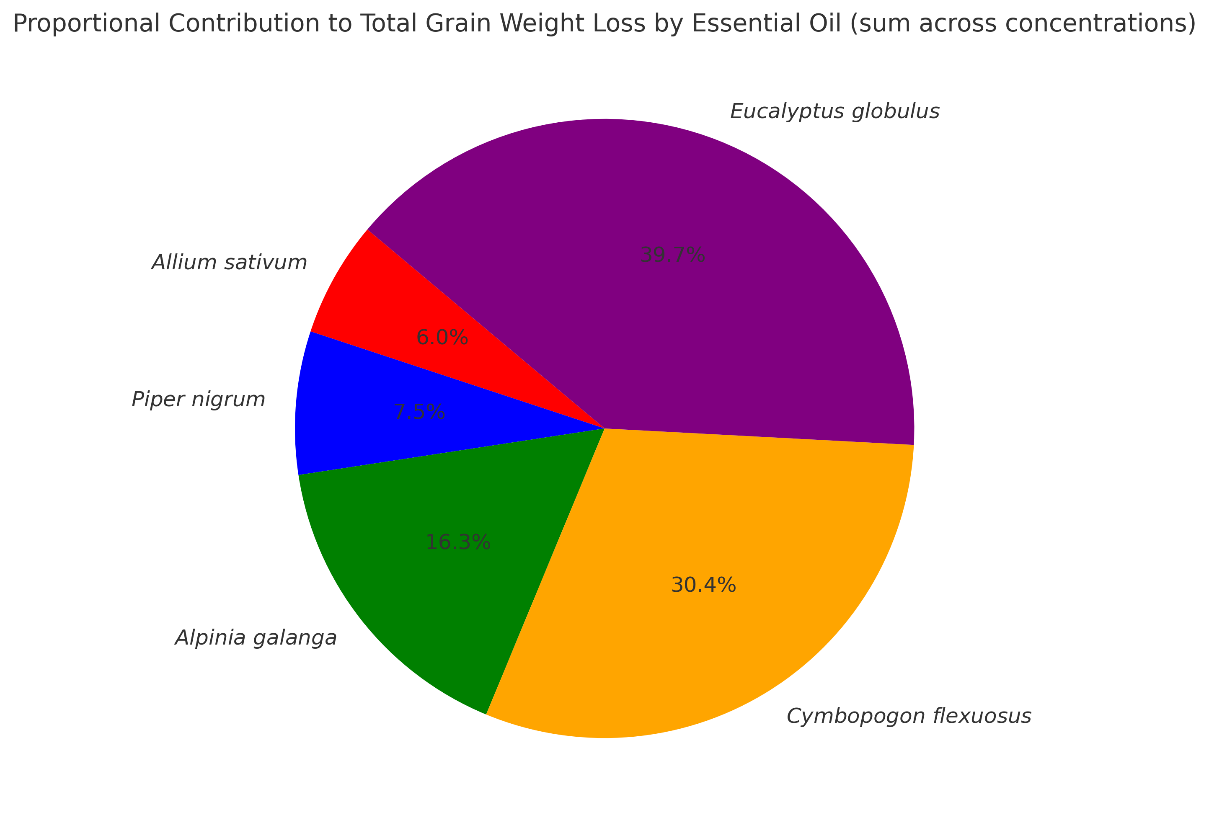 Proportional Contribution to Total Grain Weight Loss by Essential Oil (sum across concentrations)
Eucalyptus globulus
39.7%
Allium sativum
6.0%
Piper nigrum
7.5%
16.3%
30.4%
Alpinia galanga
Cymbopogon flexuosus